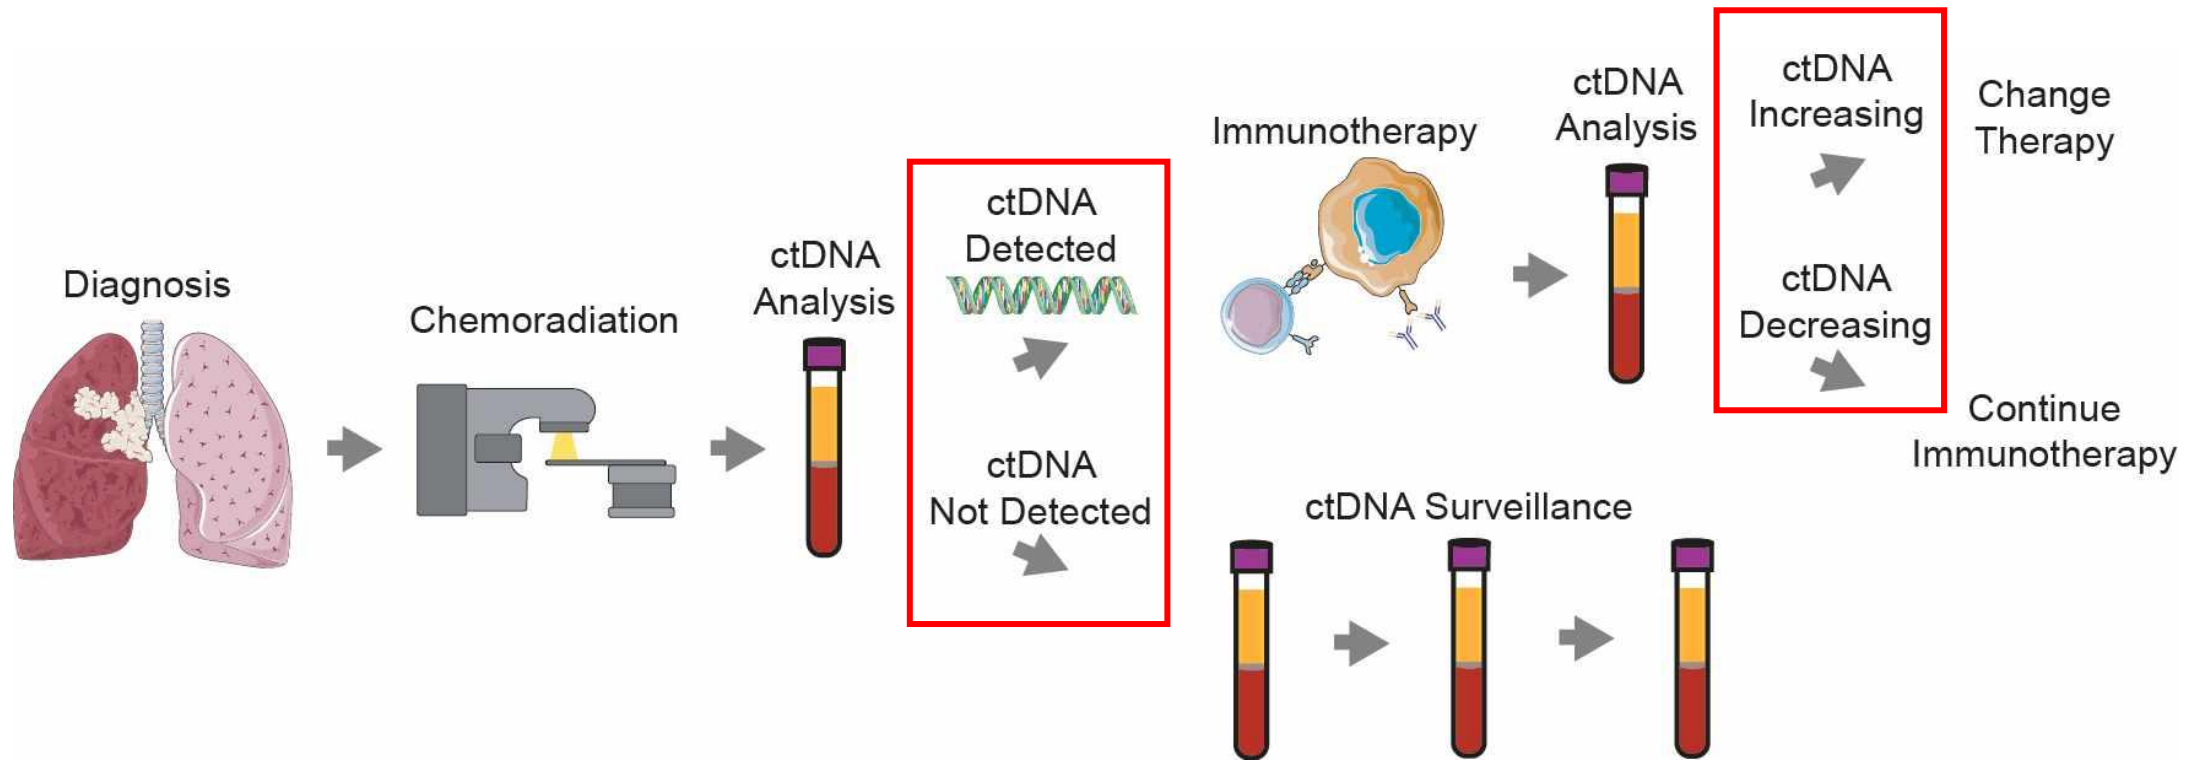 Diagnosis
Chemoradiation
ctDNA
Analysis
ctDNA
Detected
ctDNA
Not Detected
Immunotherapy
ctDNA
Analysis
ctDNA
Increasing
Change
Therapy
ctDNA
Decreasing
Continue
Immunotherapy
ctDNA Surveillance